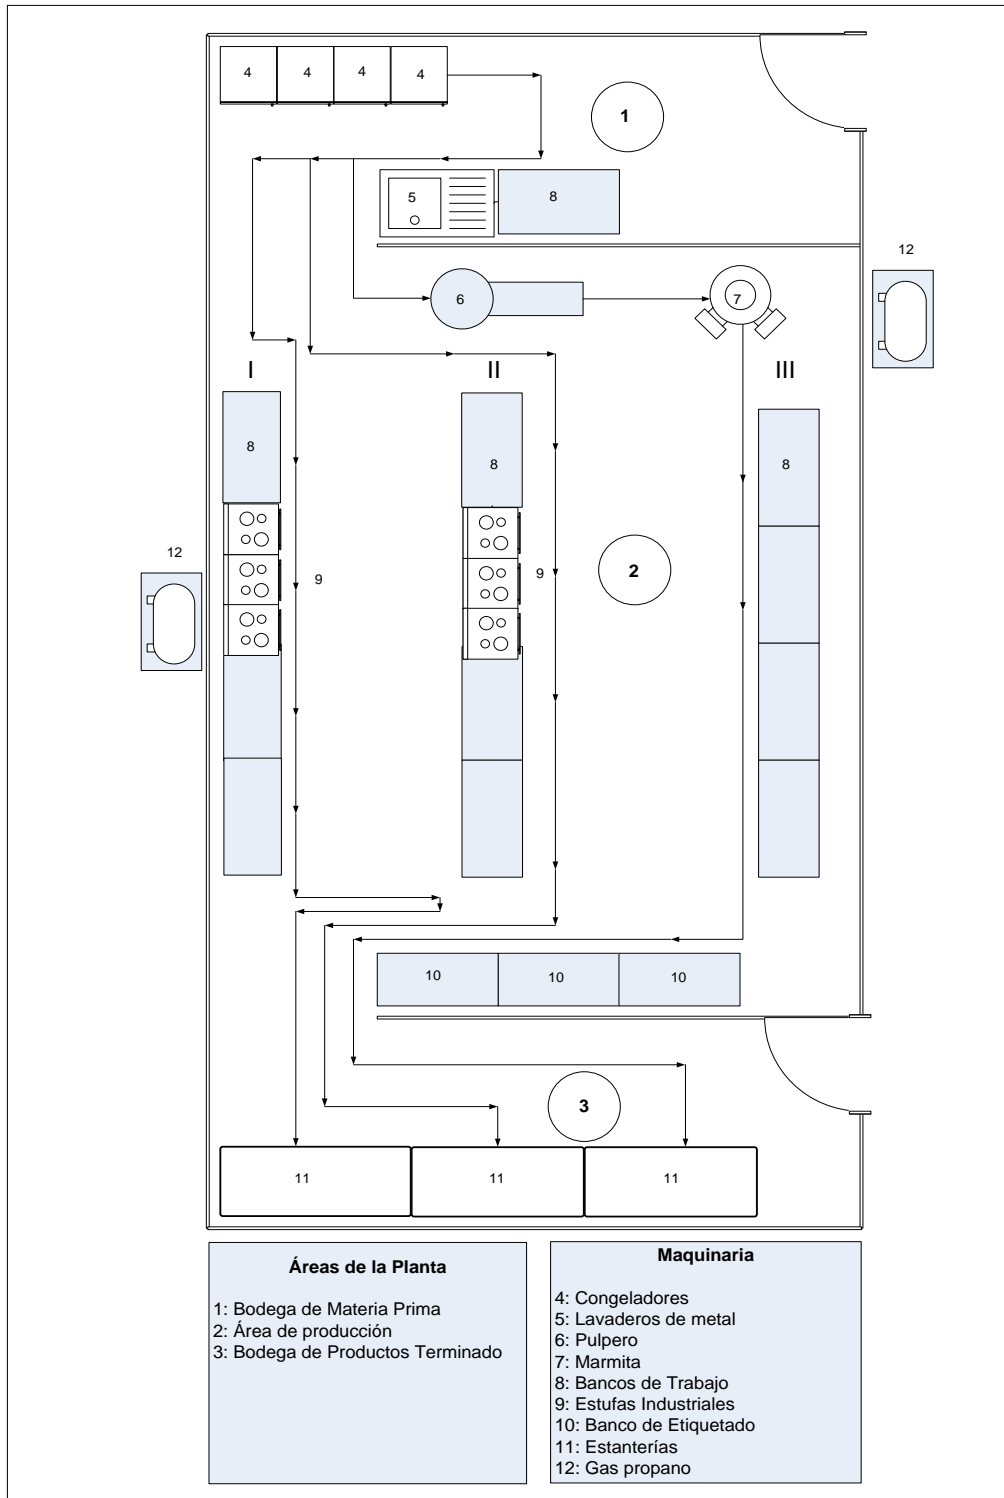 4 4 4 4
1
5 8
12
6 7
I II III
8 8 8
2
12
9 9
10 10 10
3
11 11 11
Áreas de la Planta
1: Bodega de Materia Prima
2: Área de producción
3: Bodega de Productos Terminado
Maquinaria
4: Congeladores
5: Lavaderos de metal
6: Pulpero
7: Marmita
8: Bancos de Trabajo
9: Estufas Industriales
10: Banco de Etiquetado
11: Estanterías
12: Gas propano